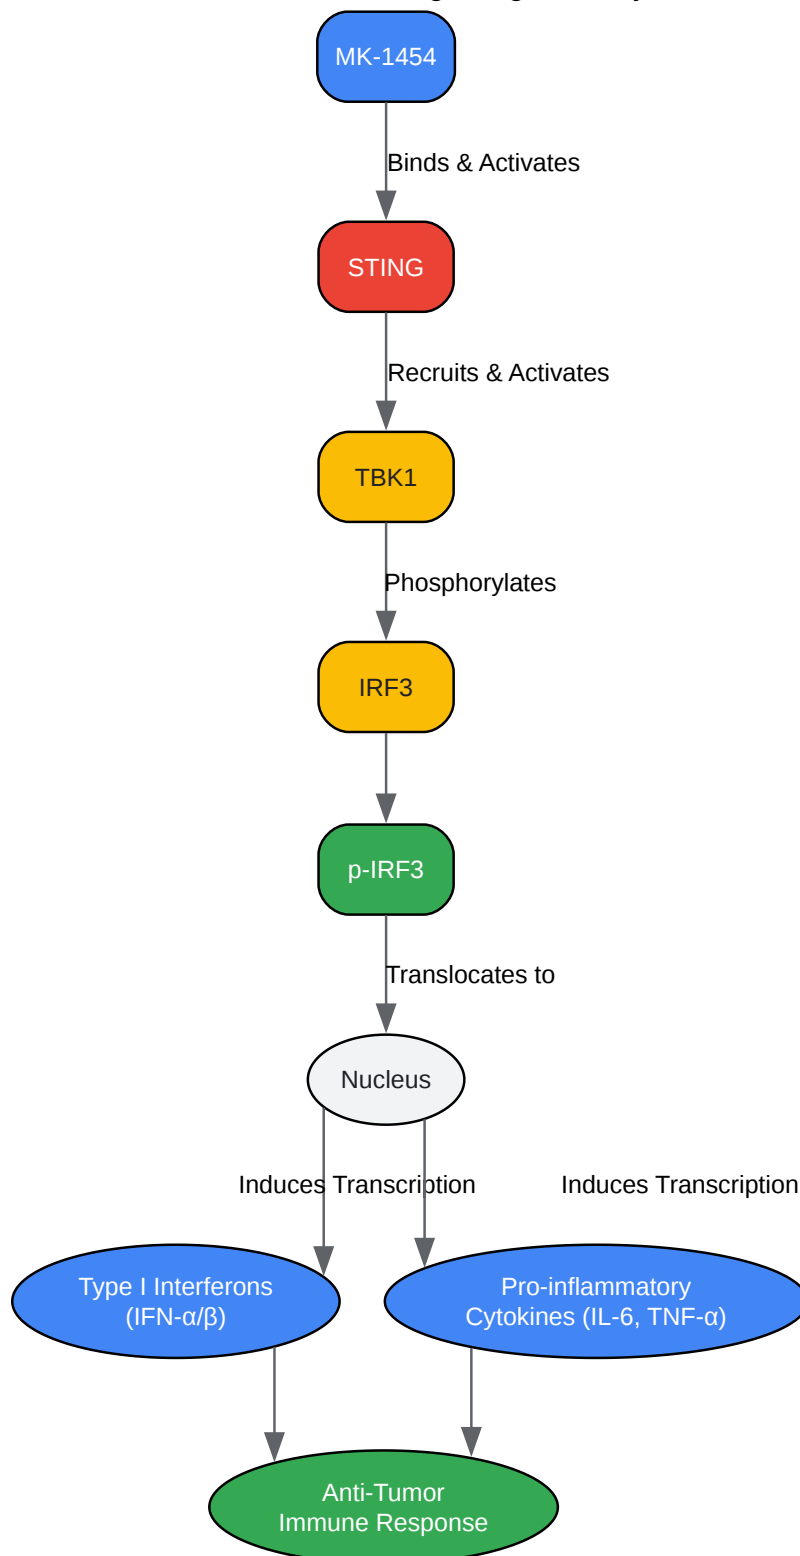 MK-1454
Binds & Activates
STING
Recruits & Activates
TBK1
Phosphorylates
IRF3
p-IRF3
Translocates to
Nucleus
Induces Transcription
Induces Transcription
Type I Interferons
(IFN-α/β)
Pro-inflammatory
Cytokines (IL-6, TNF-α)
Anti-Tumor
Immune Response